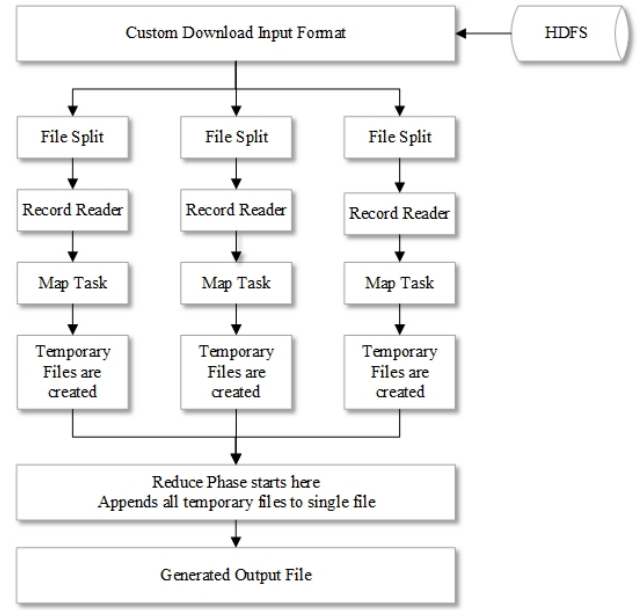 Custom Download Input Format
HDFS
File Split
File Split
File Split
Record Reader
Record Reader
Record Reader
Map Task
Map Task
Map Task
Temporary
Files are
created
Temporary
Files are
created
Temporary
Files are
created
Reduce Phase starts here
Appends all temporary files to single file
Generated Output File